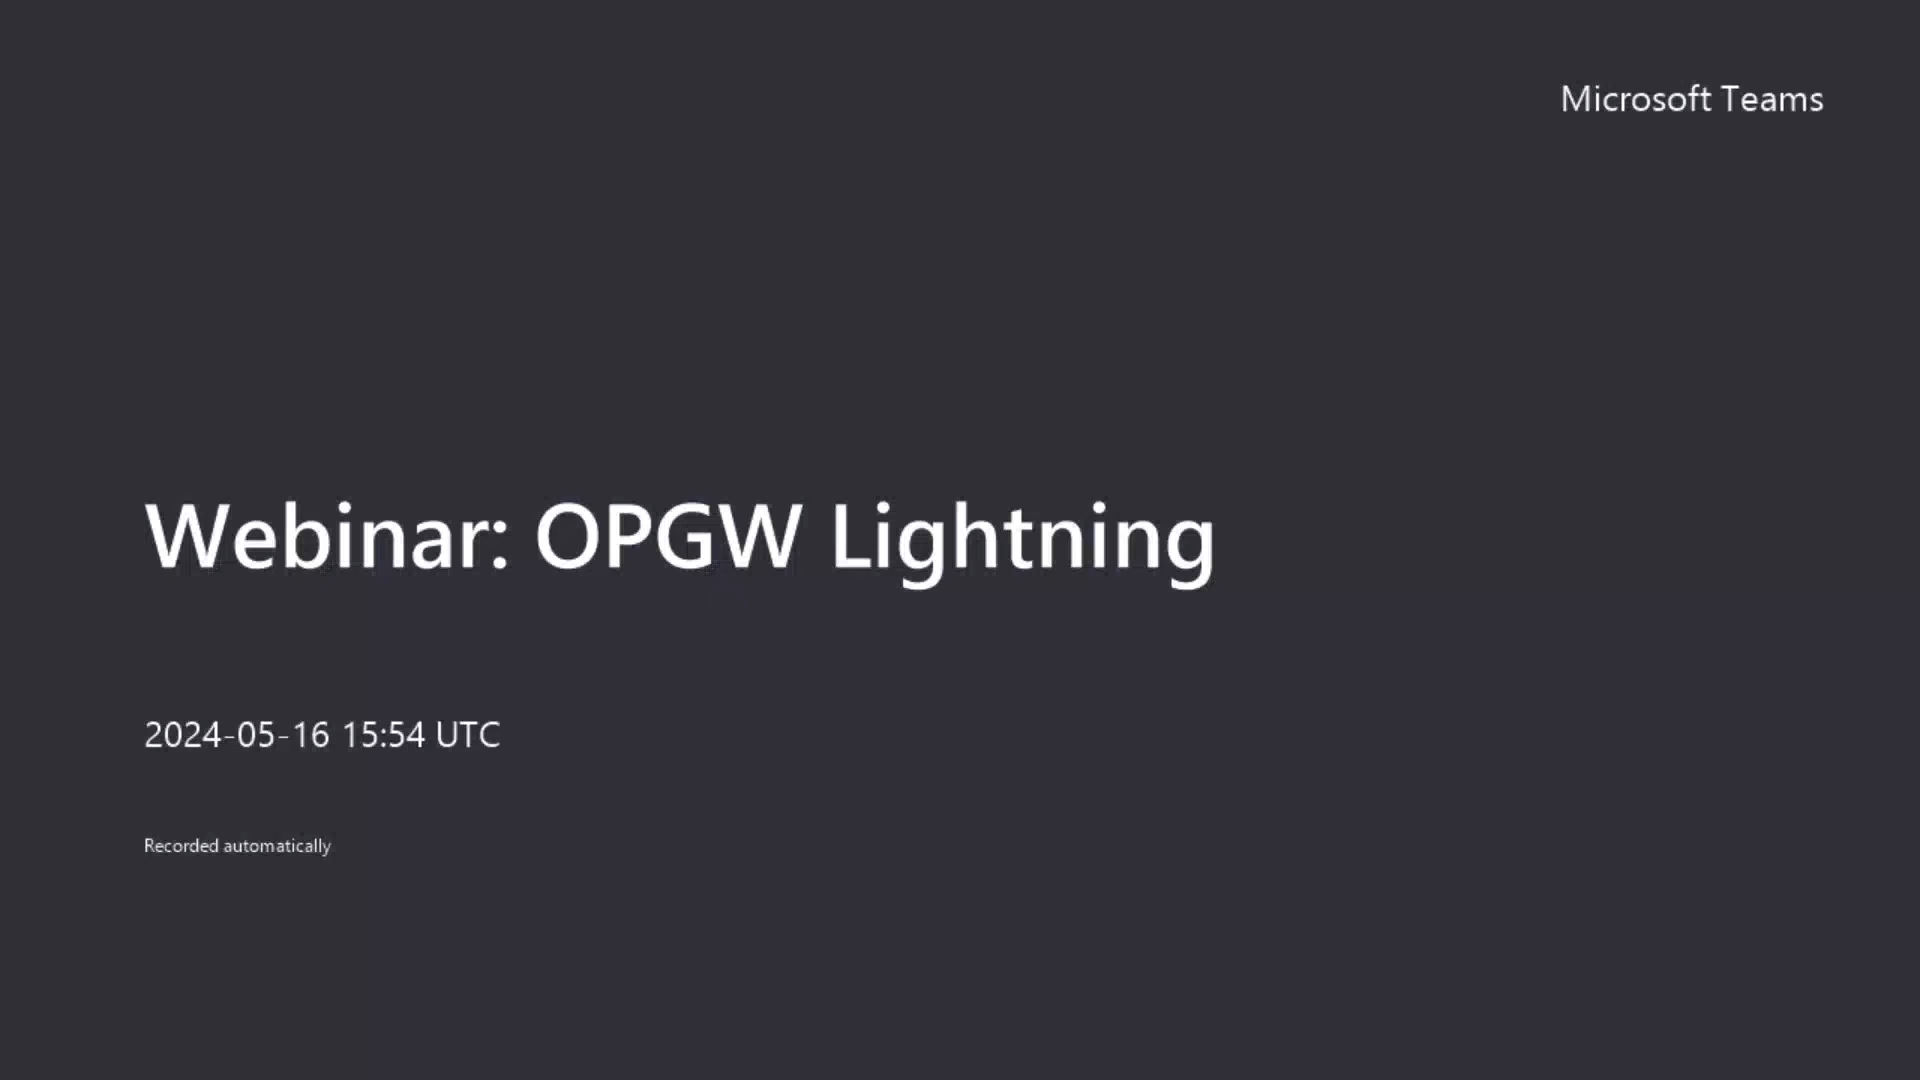 Microsoft Teams
Webinar: OPGW Lightning
2024-05-16 15:54 UTC
Recorded automatically